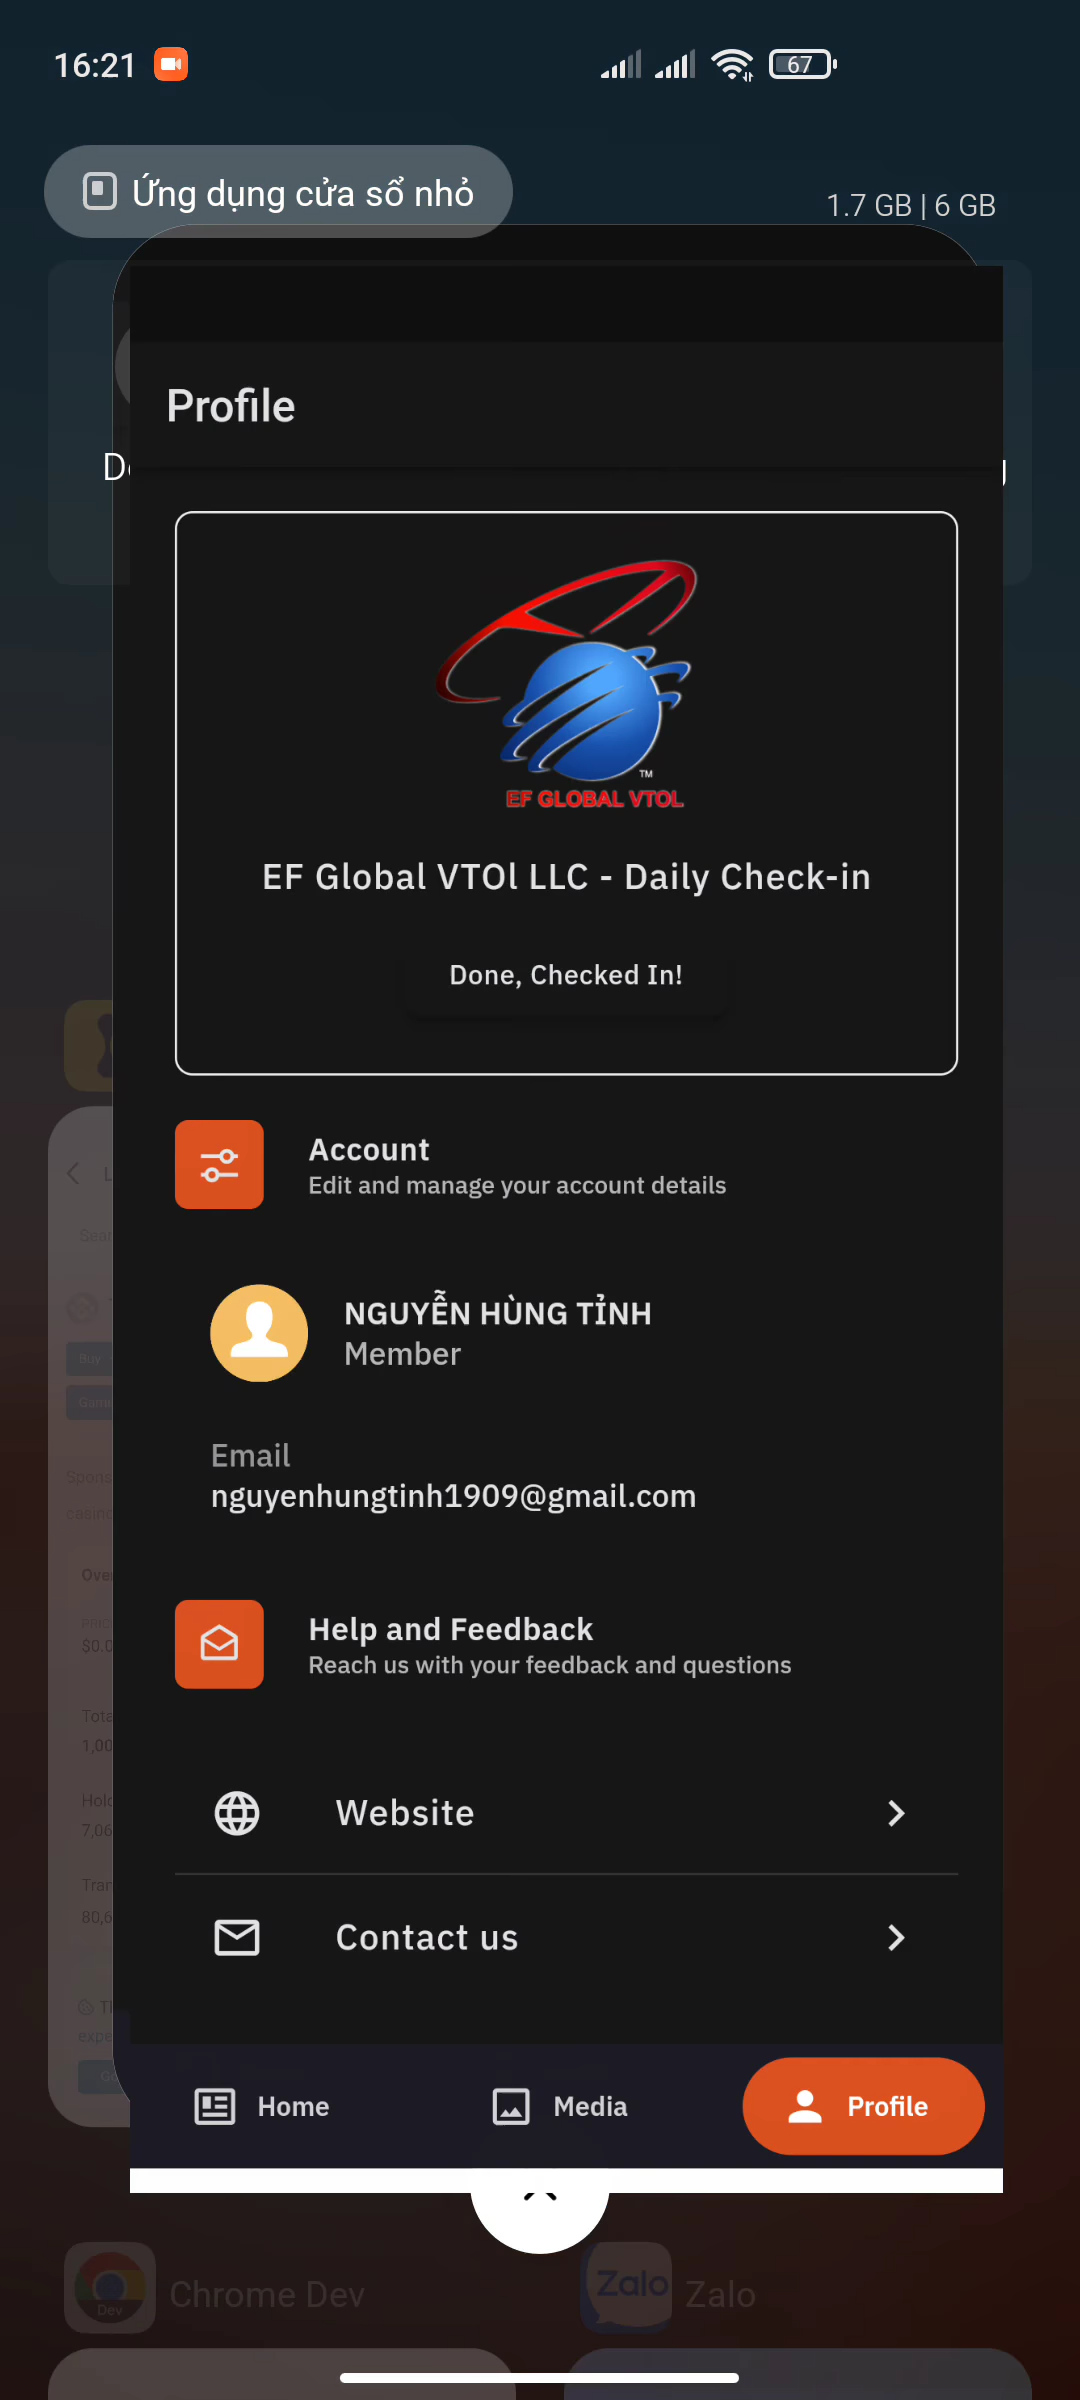 16:21
67
Ứng dụng cửa sổ nhỏ
1.7 GB | 6 GB
Profile
TM
EF GLOBAL VTOL
EF Global VTOl LLC - Daily Check-in
Done, Checked In!
Account
Edit and manage your account details
NGUYỄN HÙNG TỈNH
Member
Email
nguyenhungtinh1909@gmail.com
Help and Feedback
Reach us with your feedback and questions
Website
Contact us
Home
Media
Profile
Dev
Chrome Dev
Zalo
Zalo